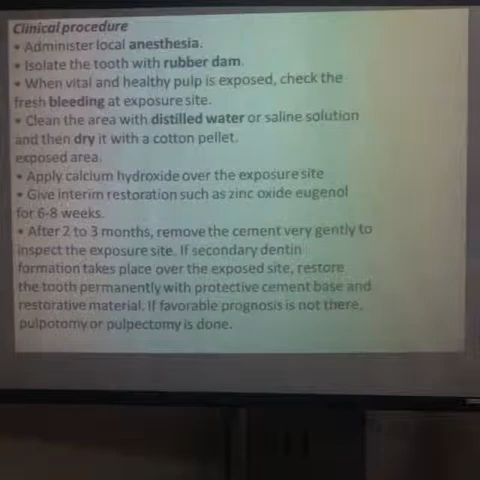 Clinical procedure
• Administer local anesthesia.
• Isolate the tooth with rubber dam.
• When vital and healthy pulp is exposed, check the
fresh bleeding at exposure site.
• Clean the area with distilled water or saline solution
and then dry it with a cotton pellet.
exposed area.
• Apply calcium hydroxide over the exposure site
• Give interim restoration such as zinc oxide eugenol
for 6-8 weeks.
• After 2 to 3 months, remove the cement very gently to
inspect the exposure site. If secondary dentin
formation takes place over the exposed site, restore
the tooth permanently with protective cement base and
restorative material. If favorable prognosis is not there,
pulpotomy or pulpectomy is done.